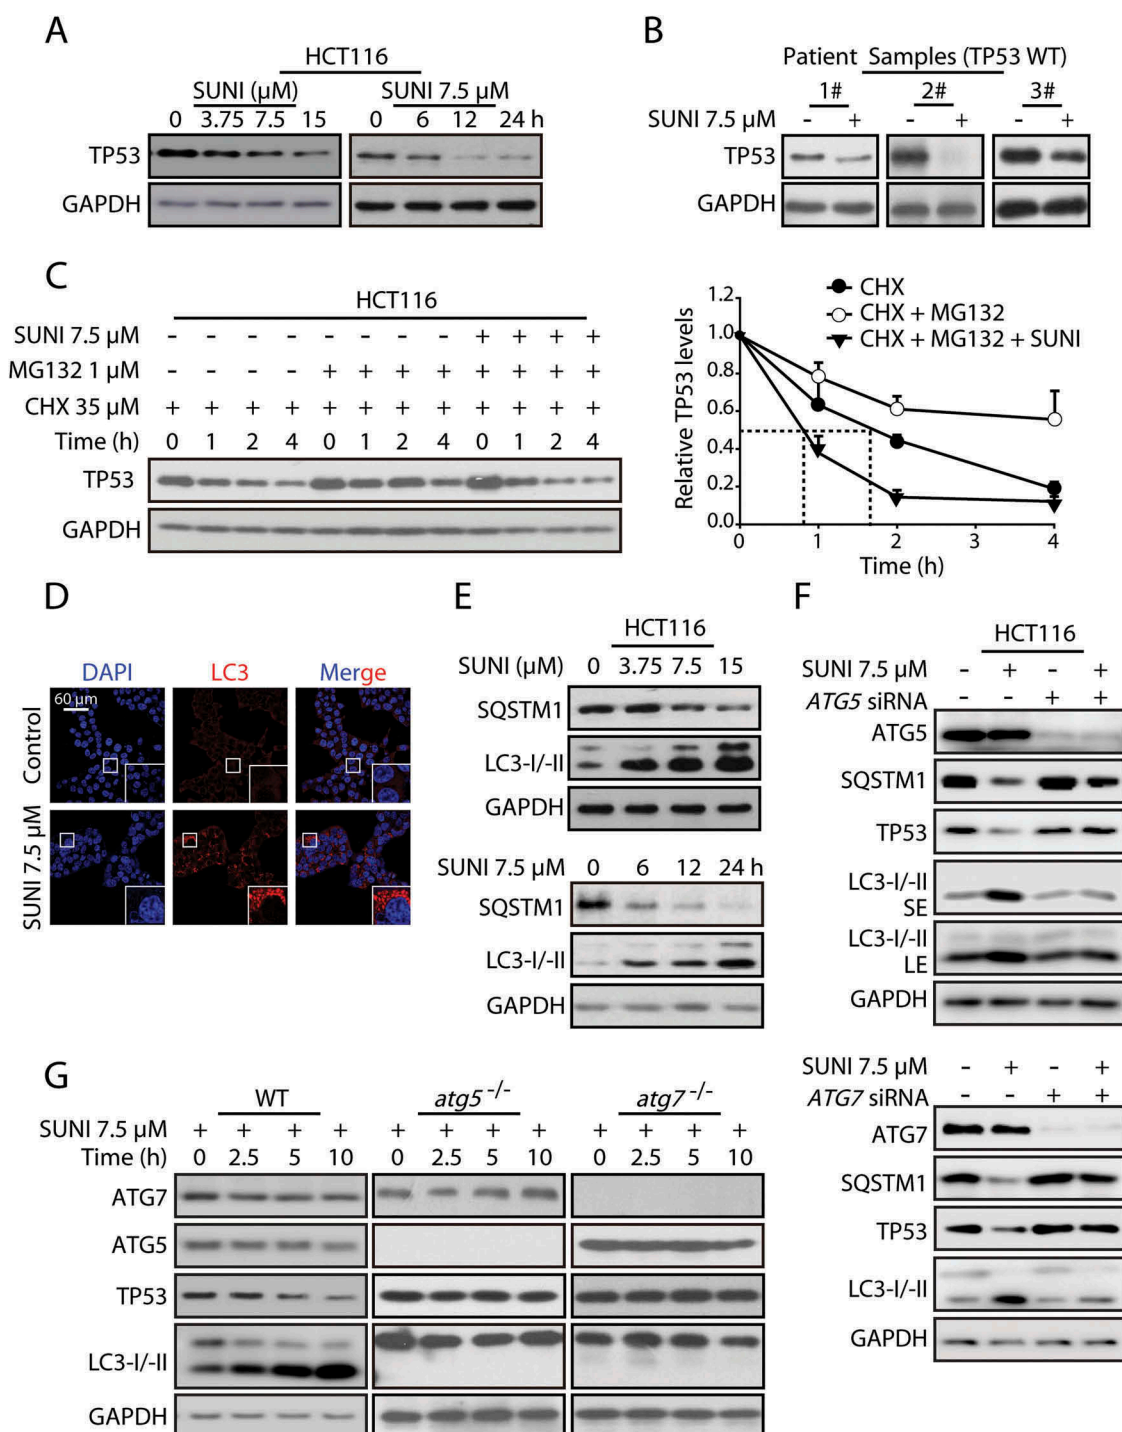 A
HCT116
SUNI (µM) SUNI 7.5 µM
0 3.75 7.5 15 0 6 12 24 h
TP53
GAPDH
B
Patient Samples (TP53 WT)
1# 2# 3#
SUNI 7.5 µM - + - + - +
TP53
GAPDH
C
HCT116
SUNI 7.5 µM - - - - - - - - + + + +
MG132 1 µM - - - - + + + + + + + +
CHX 35 µM + + + + + + + + + + + +
Time (h) 0 1 2 4 0 1 2 4 0 1 2 4
TP53
GAPDH
CHX
CHX + MG132
CHX + MG132 + SUNI
Relative TP53 levels
1.2
1.0
0.8
0.6
0.4
0.2
0.0
0 1 2 3 4
Time (h)
D
DAPI LC3 Merge
60 µm
Control
SUNI 7.5 µM
E
HCT116
SUNI (µM) 0 3.75 7.5 15
SQSTM1
LC3-I/-II
GAPDH
SUNI 7.5 µM 0 6 12 24 h
SQSTM1
LC3-I/-II
GAPDH
F
HCT116
SUNI 7.5 µM - + - +
ATG5 siRNA - - + +
ATG5
SQSTM1
TP53
LC3-I/-II
SE
LC3-I/-II
LE
GAPDH
SUNI 7.5 µM - + - +
ATG7 siRNA - - + +
ATG7
SQSTM1
TP53
LC3-I/-II
GAPDH
G
WT atg5-/- atg7-/-
SUNI 7.5 µM + + + + + + + + + + + +
Time (h) 0 2.5 5 10 0 2.5 5 10 0 2.5 5 10
ATG7
ATG5
TP53
LC3-I/-II
GAPDH